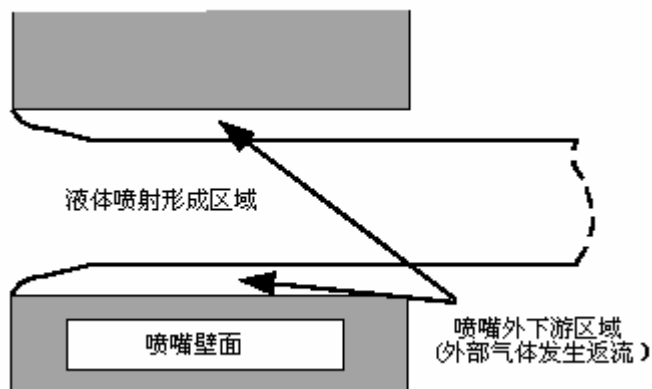 液体喷射形成区域
喷嘴壁面
喷嘴外下游区域
(外部气体发生返流)